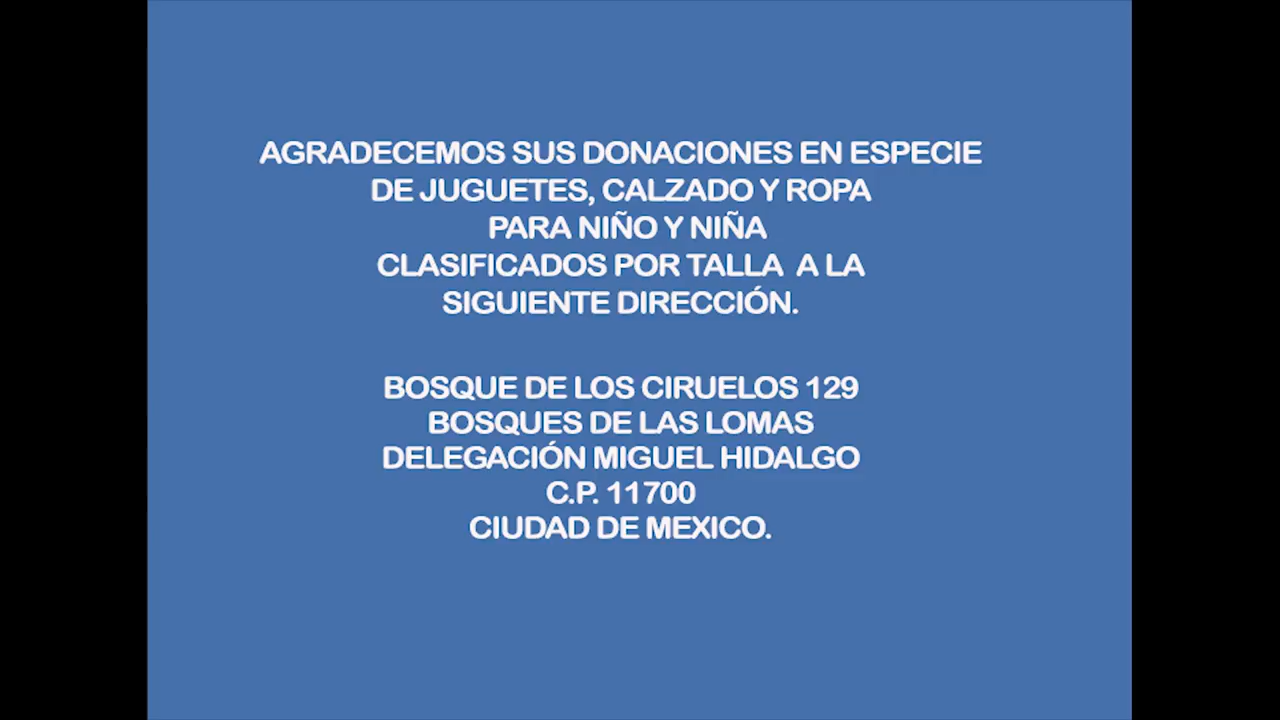 AGRADECEMOS SUS DONACIONES EN ESPECIE
DE JUGUETES, CALZADO Y ROPA
PARA NIÑO Y NIÑA
CLASIFICADOS POR TALLA  A LA
SIGUIENTE DIRECCIÓN.
BOSQUE DE LOS CIRUELOS 129
BOSQUES DE LAS LOMAS
DELEGACIÓN MIGUEL HIDALGO
C.P. 11700
CIUDAD DE MEXICO.